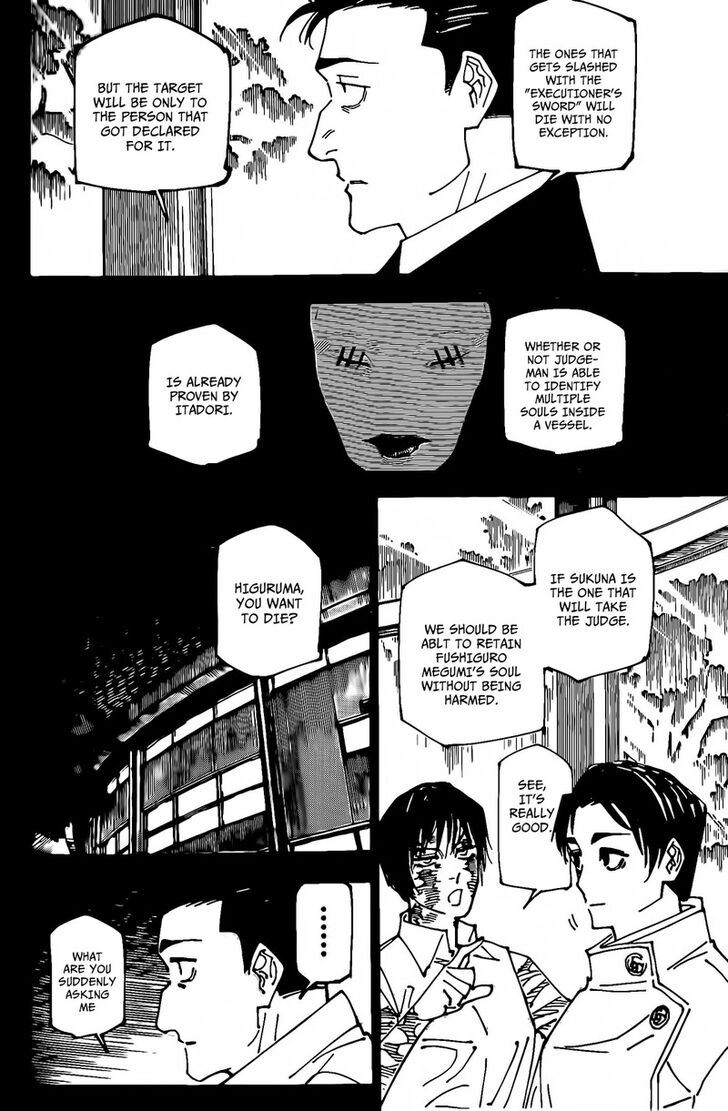 THE ONES THAT
GETS SLASHED
WITH THE
"EXECUTIONER'S
SWORD" WILL
DIE WITH NO
EXCEPTION.
BUT THE TARGET
WILL BE ONLY TO
THE PERSON THAT
GOT DECLARED
FOR IT.
WHETHER OR
NOT JUDGE-
MAN IS ABLE
TO IDENTIFY
MULTIPLE
SOULS INSIDE
A VESSEL.
IS ALREADY
PROVEN BY
ITADORI.
IF SUKUNA IS
THE ONE THAT
WILL TAKE
THE JUDGE.
WE SHOULD BE
ABLT TO RETAIN
FUSHIGURO
MEGUMI'S SOUL
WITHOUT BEING
HARMED.
SEE,
IT'S
REALLY
GOOD.
HIGURUMA,
YOU WANT
TO DIE?
......
WHAT
ARE YOU
SUDDENLY
ASKING
ME